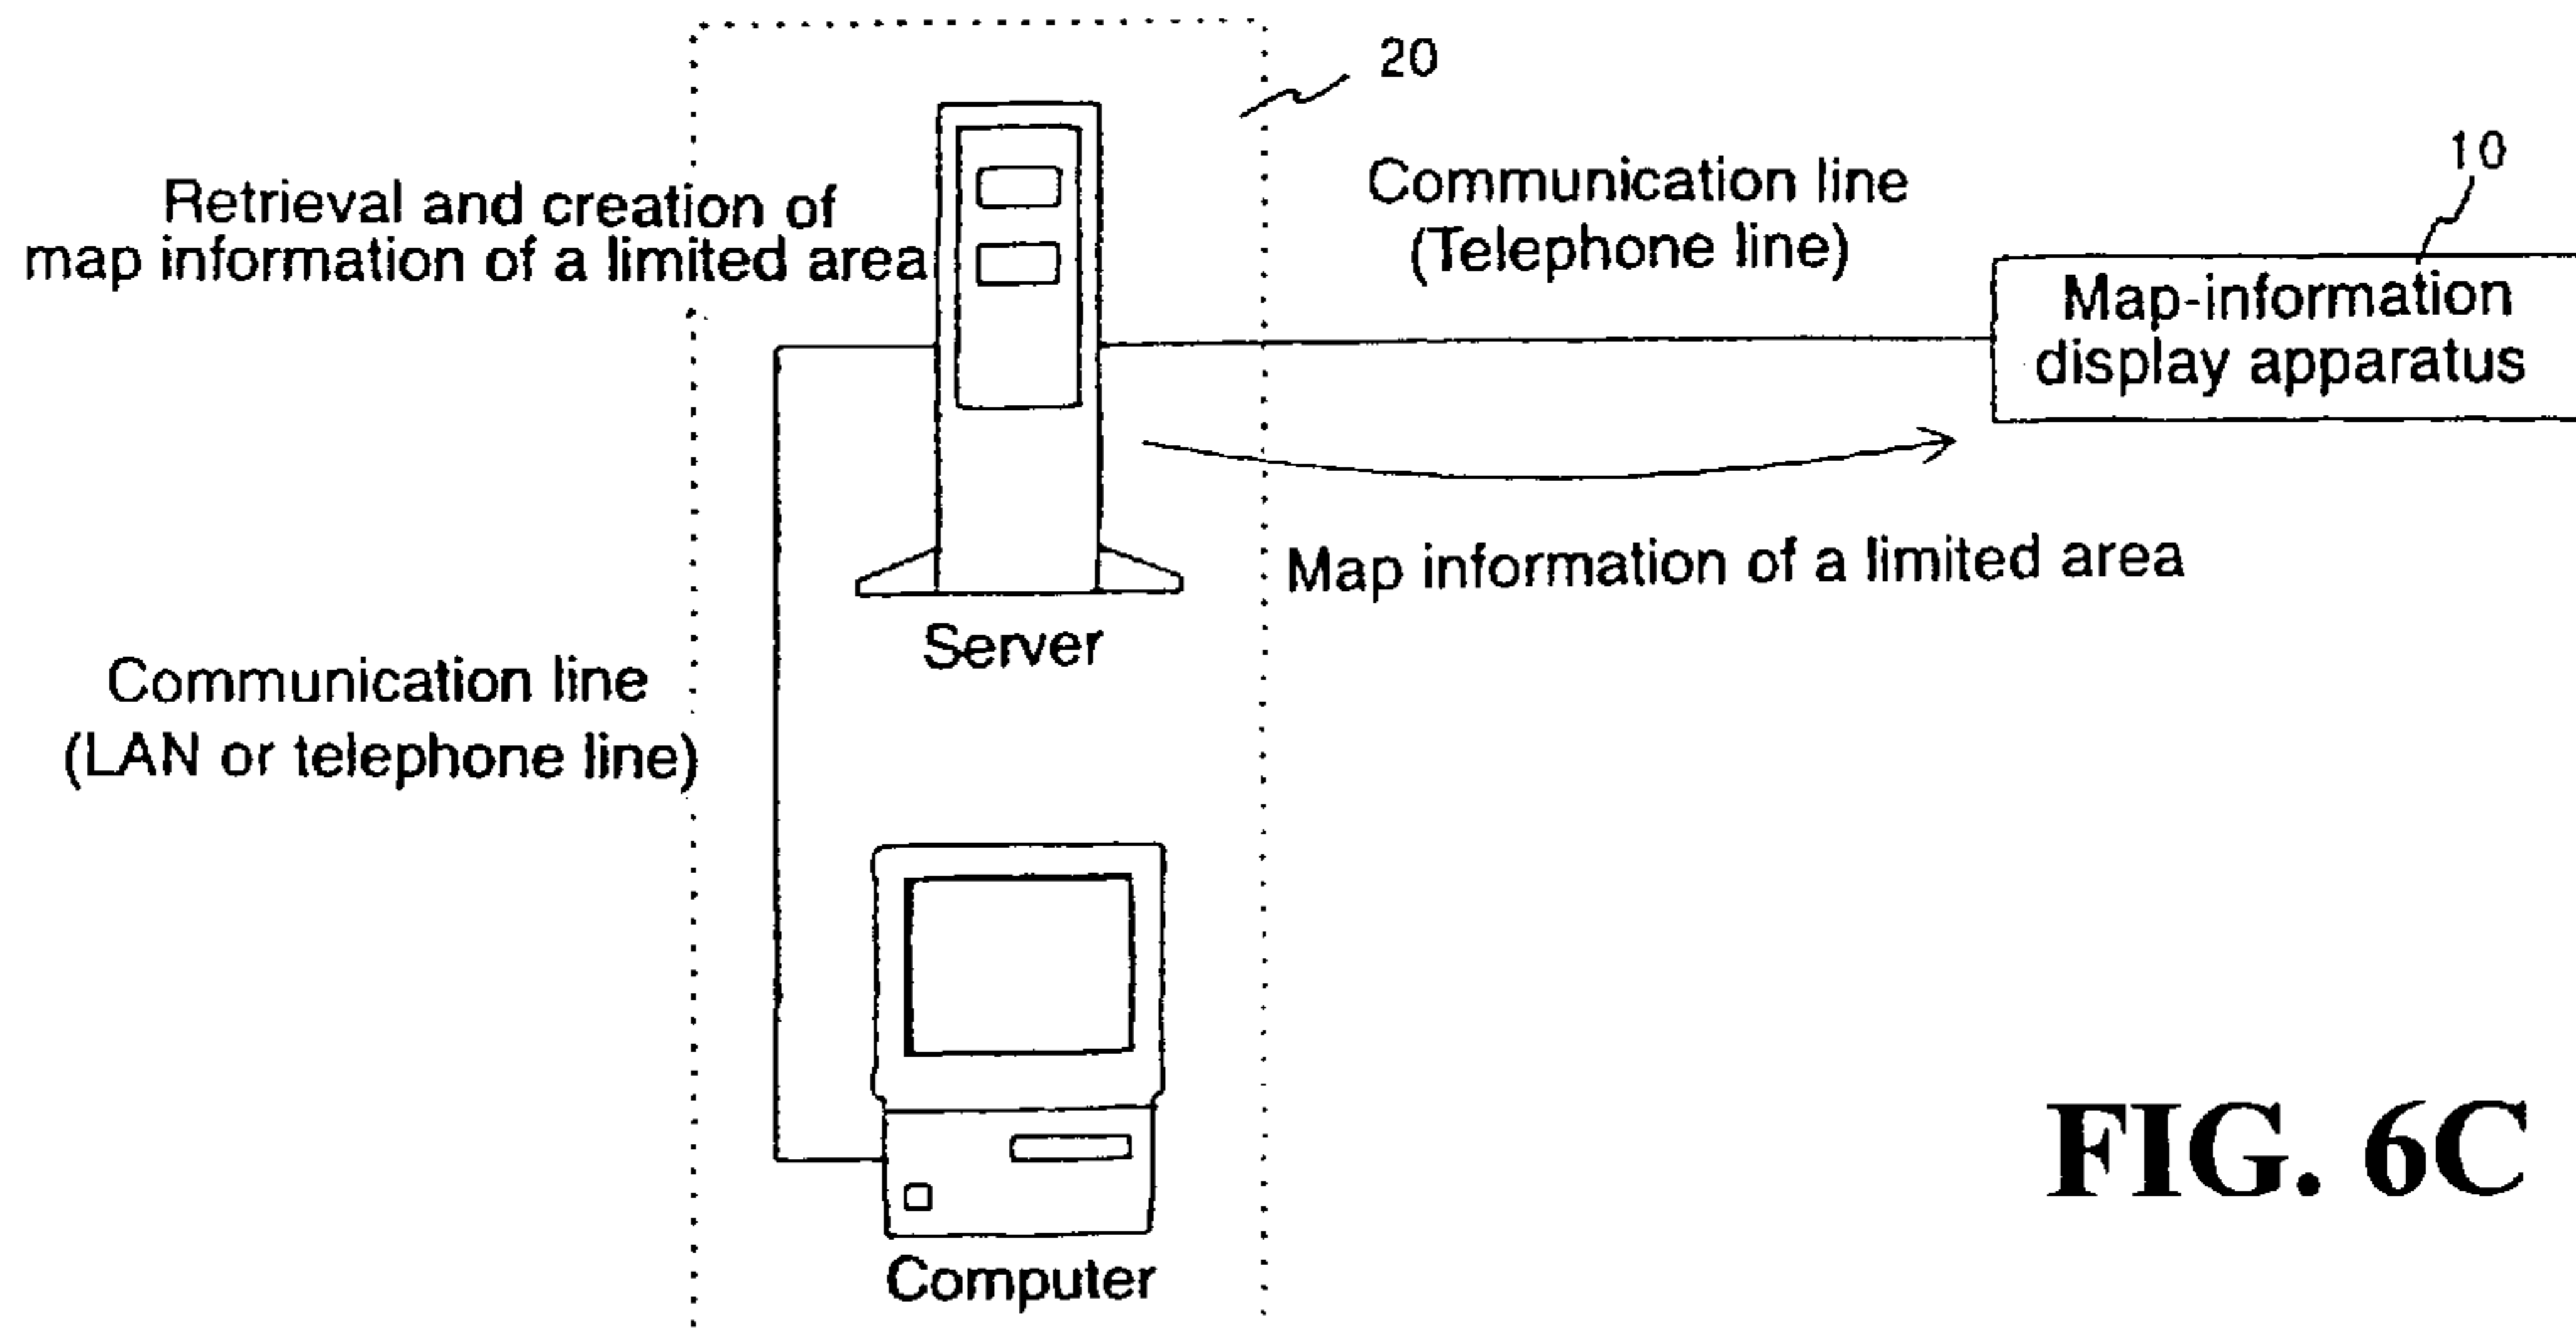 20
10
Retrieval and creation of
map information of a limited area
Communication line
(Telephone line)
Map-information
display apparatus
Map information of a limited area
Server
Communication line
(LAN or telephone line)
Computer
FIG. 6C